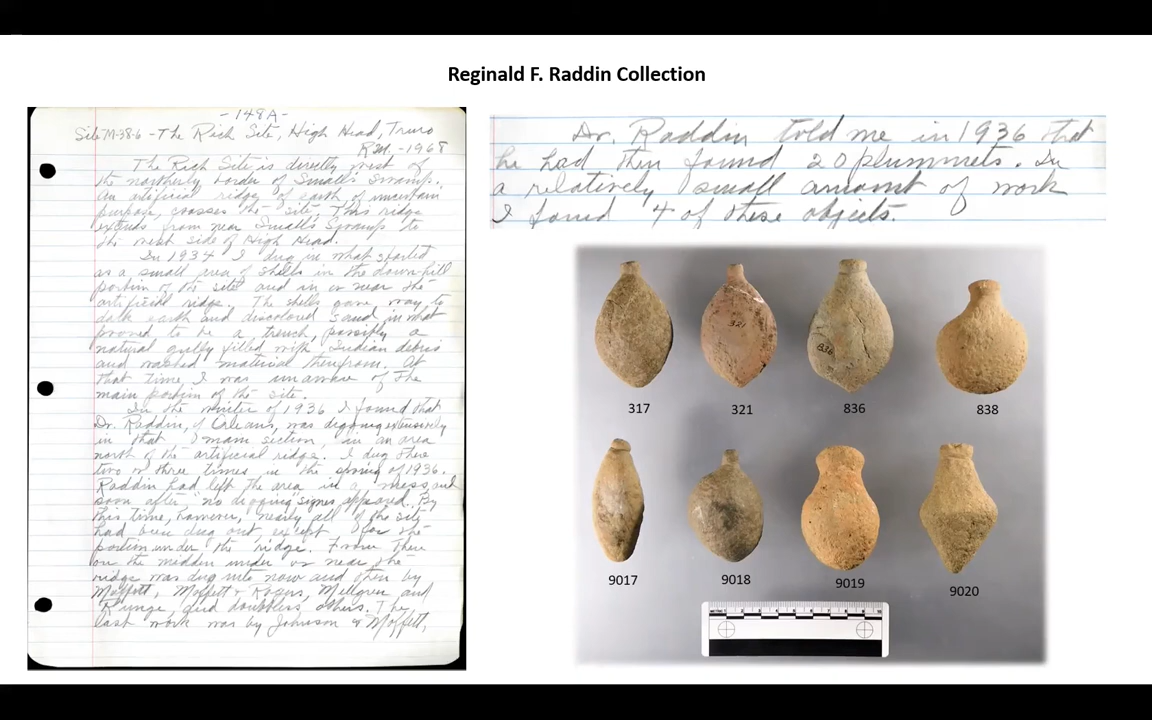 Reginald F. Raddin Collection
-148A-
Site 7M-38-6 - The Rich Site, High Head, Truro
R.M. - 1968
The Rich Site is directly west of
the northerly border of Small's Swamp.
An artificial ridge of earth, of uncertain
purpose, crosses the site. This ridge
extends from near Small's Swamp to
the west side of High Head.
In 1934 I dug in what started
as a small area of shells in the down-hill
portion of the site and in or near the
artificial ridge. The shells gave way to
dark earth and discolored sand in what
proved to be a trench, possibly a
natural gully filled with Indian debris
and washed material therefrom. At
that time I was unaware of the
main portion of the site.
In the winter of 1936 I found that
Dr. Raddin, of Orleans, was digging extensively
in that main section, in an area
north of the artificial ridge. I dug there
two or three times in the spring of 1936.
Raddin had left the area in a mess and
soon after "no digging" signs appeared. By
this time, however, nearly all of the site
had been dug out, except for the
portion under the ridge. From then
on the midden under or near the
ridge was dug into now and then by
Moffett, Moffett & Rogers, Mellgren and
Runge, and doubtless others. The
last work was by Johnson & Moffett,
Dr. Raddin told me in 1936 that
he had then found 20 plummets. In
a relatively small amount of work
I found 4 of these objects.
317
321
836
838
9017
9018
9019
9020
321
836